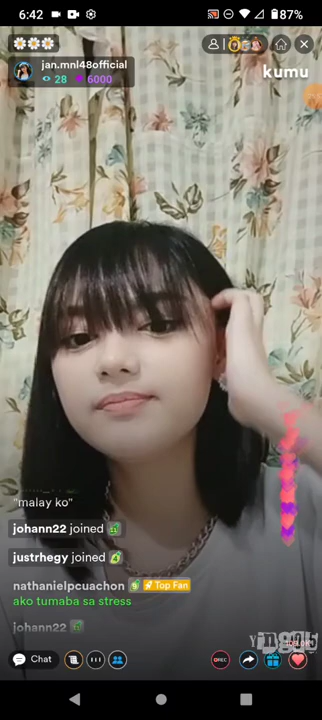 6:42
87%
jan.mnl48official
28 6000
kumu
"malay ko"
johann22 joined
justrhegy joined
nathanielpcuachon Top Fan
ako tumaba sa stress
johann22
Chat
REC